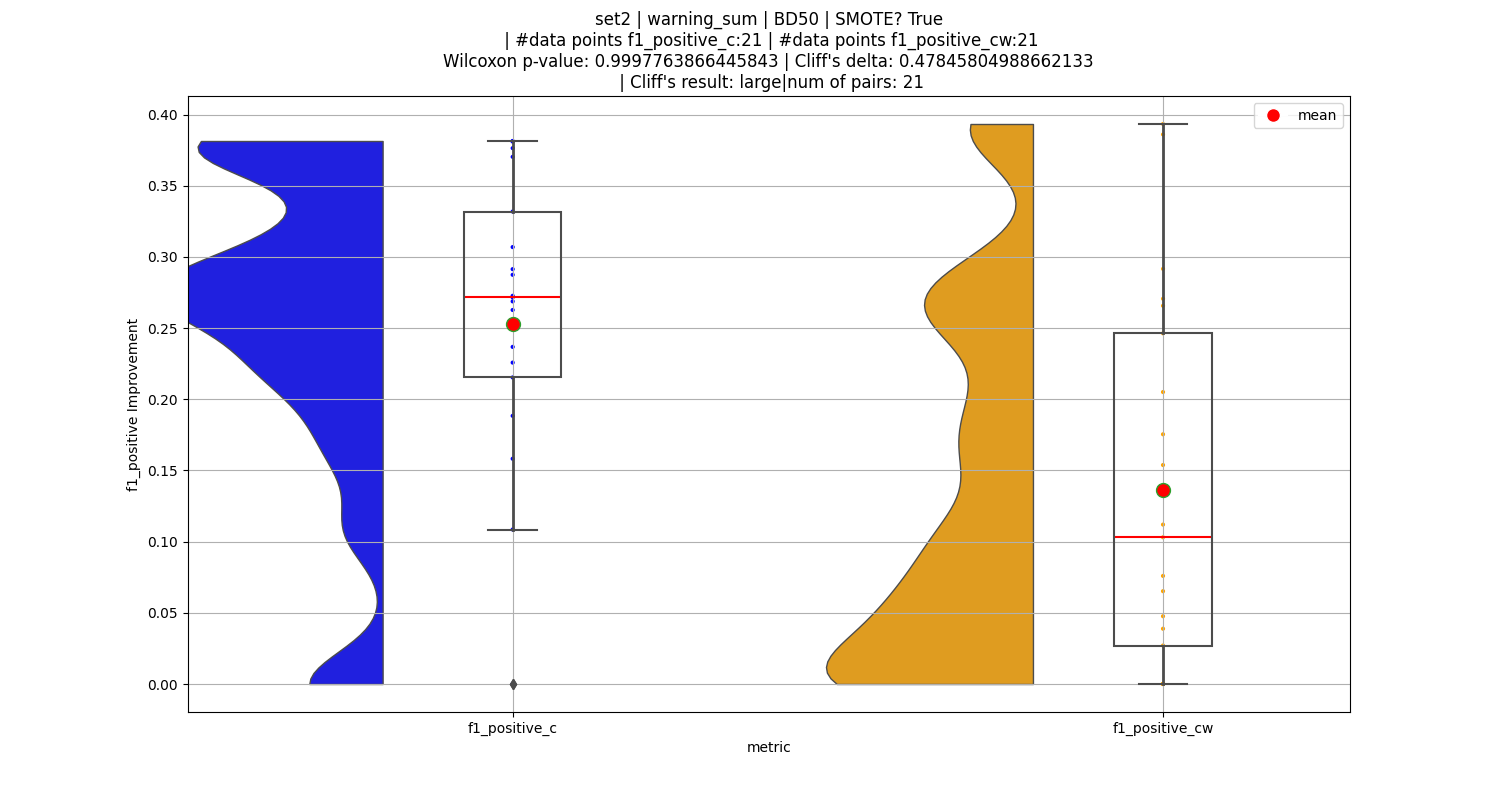 set2 | warning_sum | BD50 | SMOTE? True
| #data points f1_positive_c:21 | #data points f1_positive_cw:21
Wilcoxon p-value: 0.9997763866445843 | Cliff's delta: 0.47845804988662133
| Cliff's result: large|num of pairs: 21
mean
0.40
0.35
0.30
0.25
0.20
0.15
0.10
0.05
0.00
f1_positive Improvement
f1_positive_c
f1_positive_cw
metric